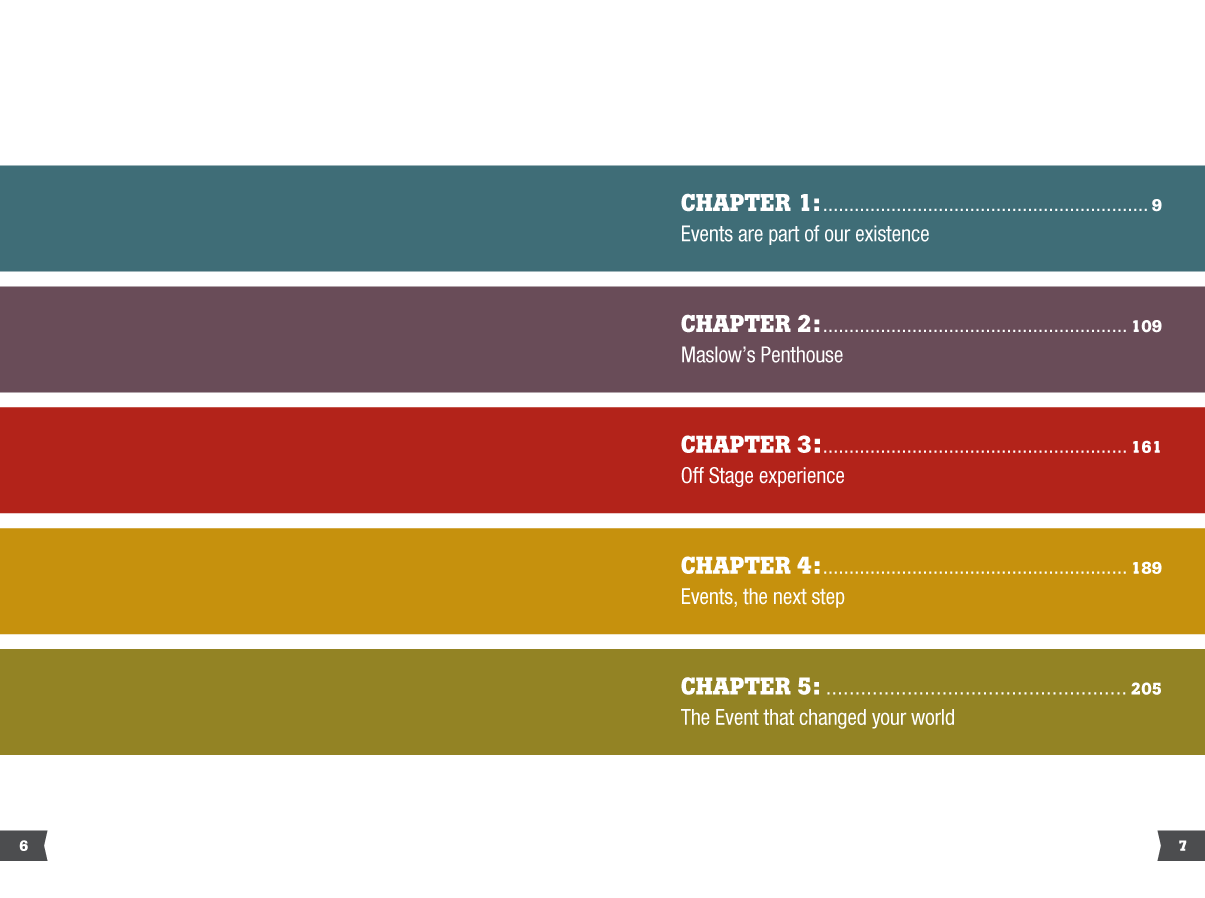 CHAPTER 1: ............................................................. 9
Events are part of our existence
CHAPTER 2: ......................................................... 109
Maslow’s Penthouse
CHAPTER 3: ......................................................... 161
Off Stage experience
CHAPTER 4: ......................................................... 189
Events, the next step
CHAPTER 5: ................................................... 205
The Event that changed your world
6
7